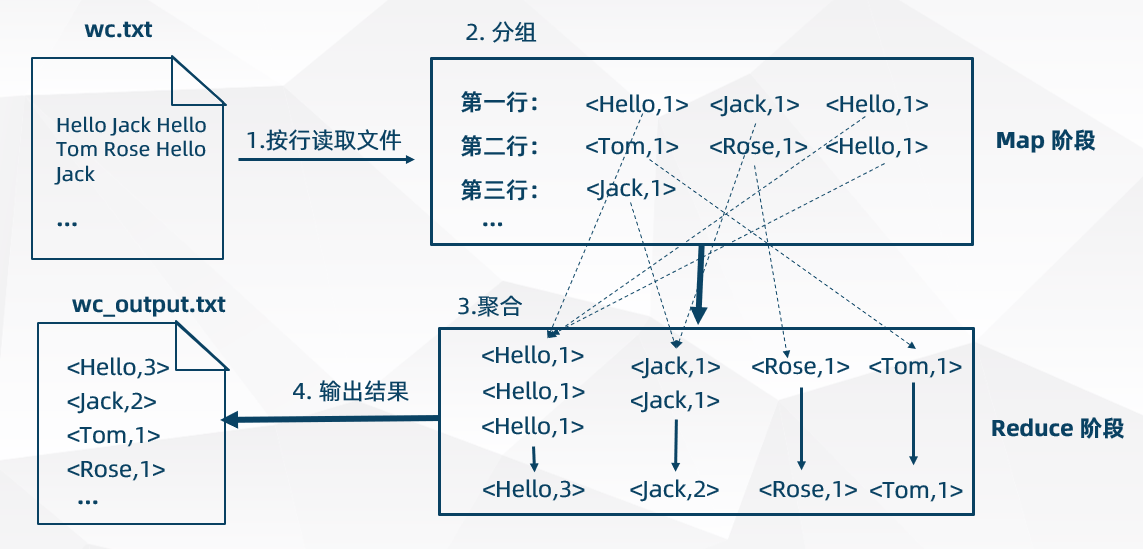 wc.txt
Hello Jack Hello
Tom Rose Hello
Jack
...
1.按行读取文件
2. 分组
第一行： <Hello,1> <Jack,1> <Hello,1>
第二行： <Tom,1> <Rose,1> <Hello,1>
第三行： <Jack,1>
...
Map 阶段
3.聚合
<Hello,1> <Jack,1> <Rose,1> <Tom,1>
<Hello,1> <Jack,1>
<Hello,1>
<Hello,3> <Jack,2> <Rose,1> <Tom,1>
Reduce 阶段
4. 输出结果
wc_output.txt
<Hello,3>
<Jack,2>
<Tom,1>
<Rose,1>
...